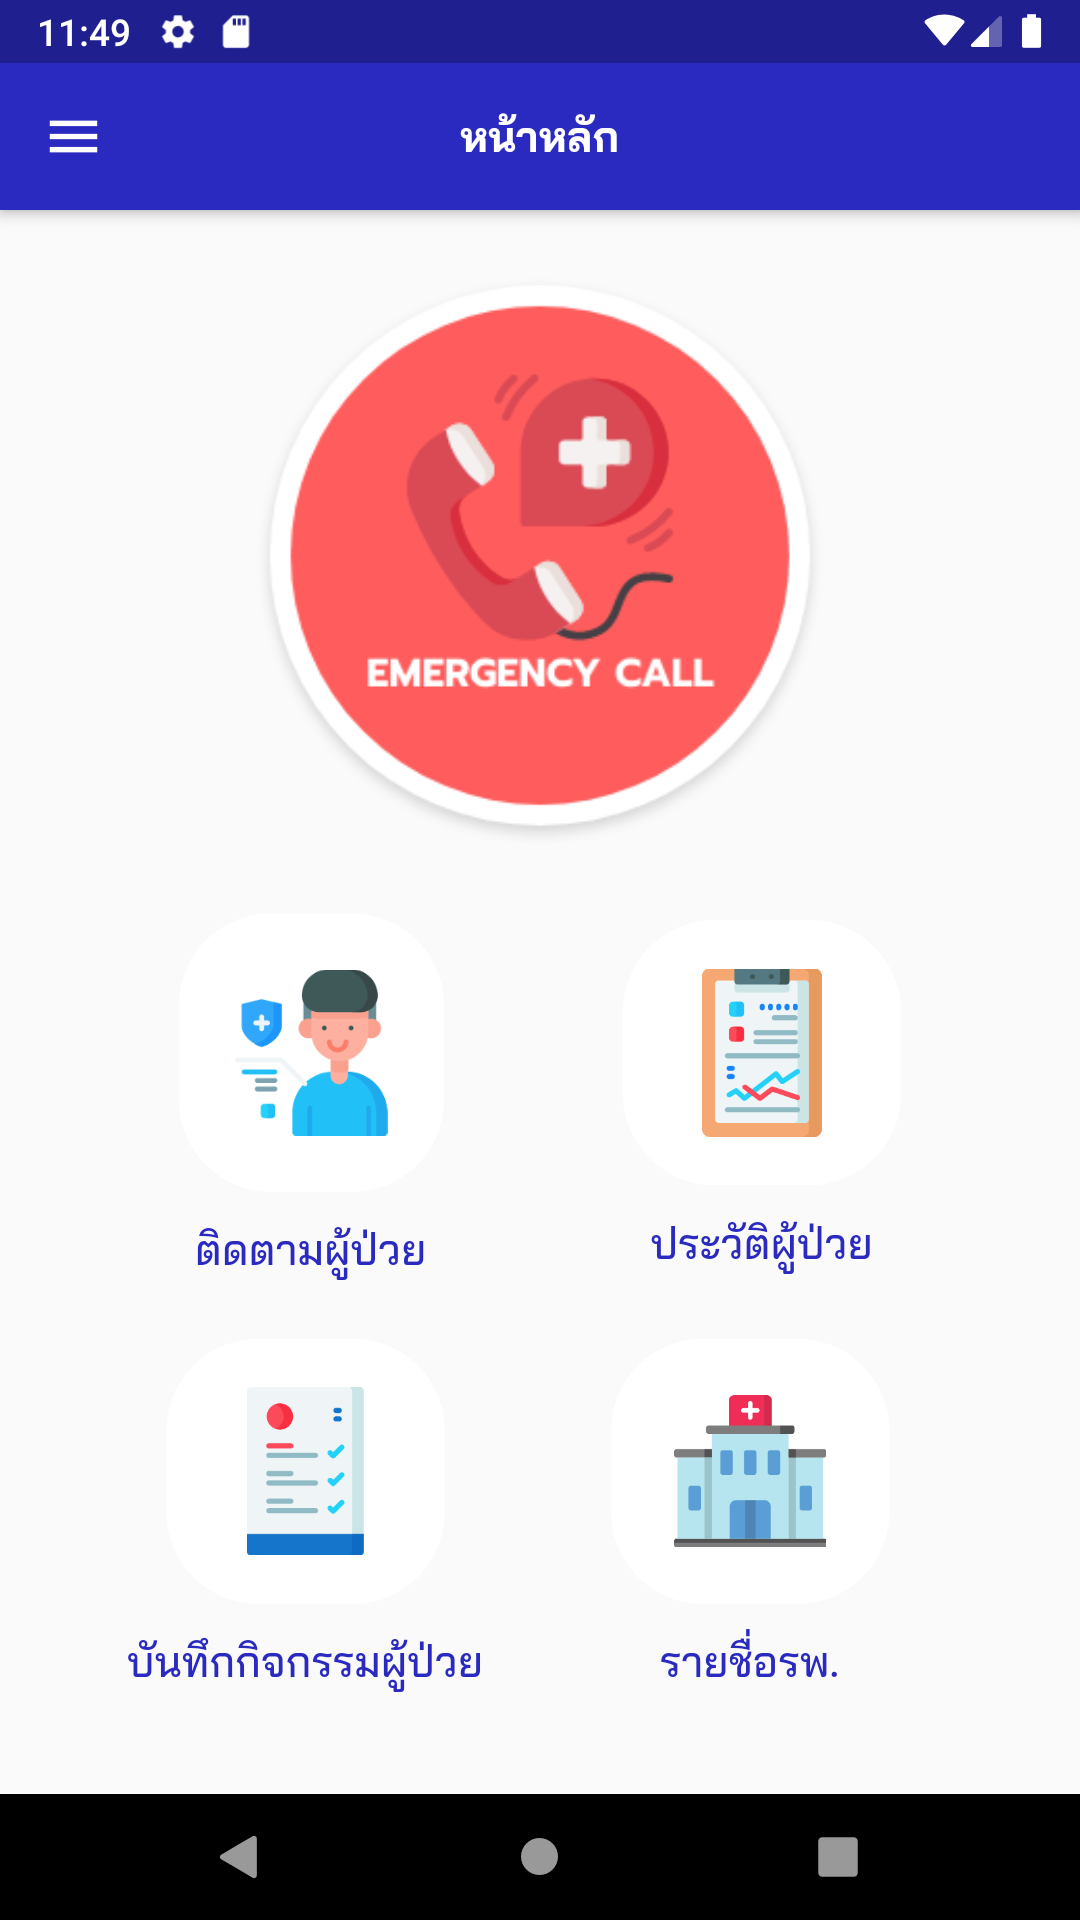 11:49
หน้าหลัก
EMERGENCY CALL
ติดตามผู้ป่วย
ประวัติผู้ป่วย
บันทึกกิจกรรมผู้ป่วย
รายชื่อรพ.